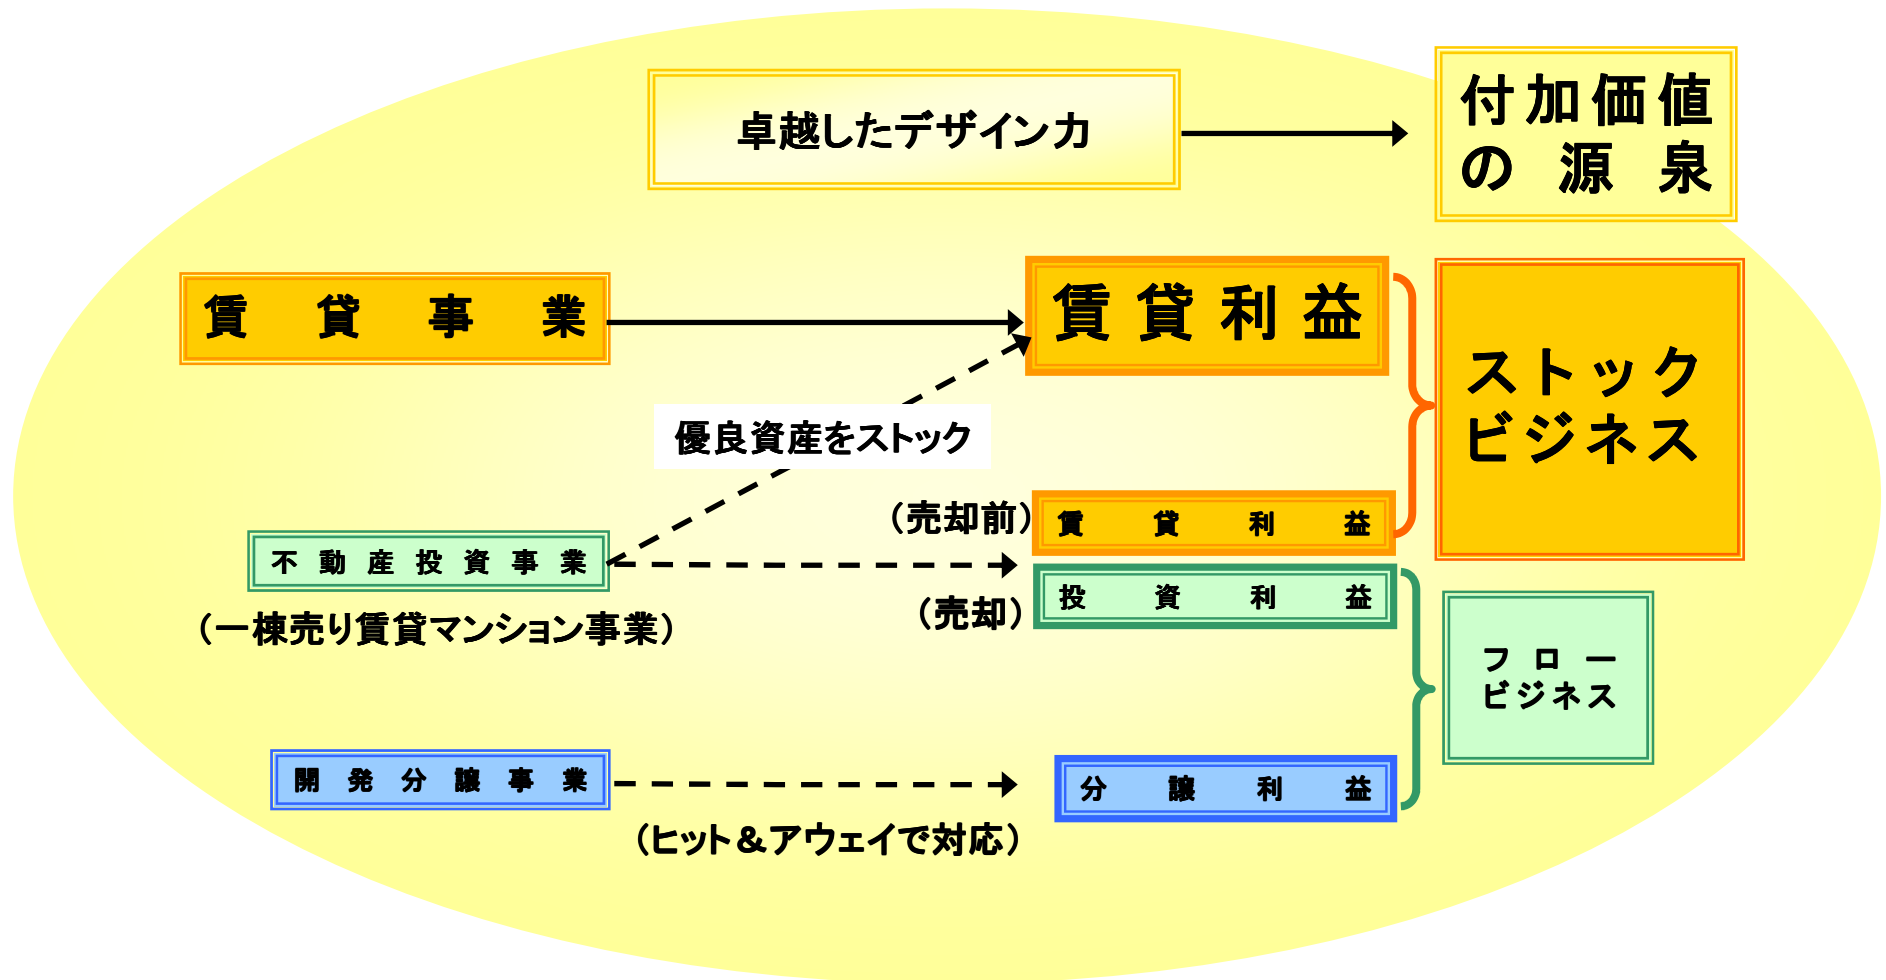 卓越したデザイン力
付加価値
の源泉
賃貸事業
賃貸利益
ストック
ビジネス
優良資産をストック
（売却前）
賃貸利益
不動産投資事業
（一棟売り賃貸マンション事業）
（売却）
投資利益
フロー
ビジネス
開発分譲事業
分譲利益
（ヒット＆アウェイで対応）